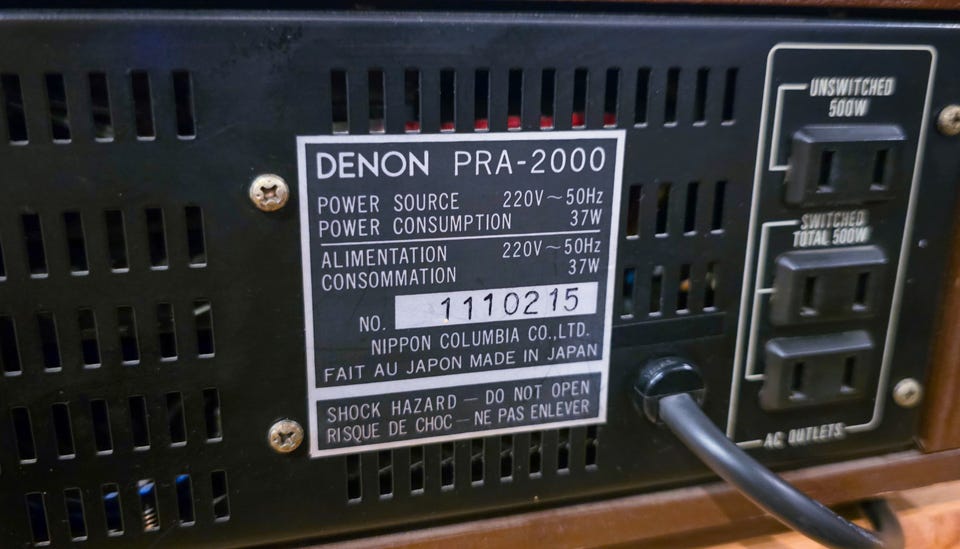 DENON PRA-2000
POWER SOURCE 220V~50Hz
POWER CONSUMPTION 37W
ALIMENTATION 220V~50Hz
CONSOMMATION 37W
NO. 1110215
NIPPON COLUMBIA CO.,LTD.
FAIT AU JAPON MADE IN JAPAN
SHOCK HAZARD — DO NOT OPEN
RISQUE DE CHOC — NE PAS ENLEVER
UNSWITCHED
500W
SWITCHED
TOTAL 500W
AC OUTLETS